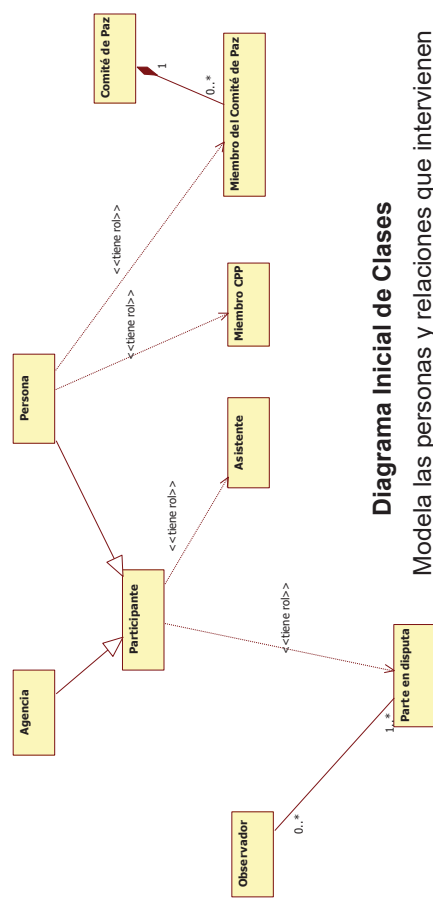 Agencia
Persona
Comité de Paz
1
0..*
Participante
<<tiene rol>>
<<tiene rol>>
<<tiene rol>>
<<tiene rol>>
Observador
0..*
1..*
Parte en disputa
Asistente
Miembro CPP
Miembro del Comité de Paz
Diagrama Inicial de Clases
Modela las personas y relaciones que intervienen